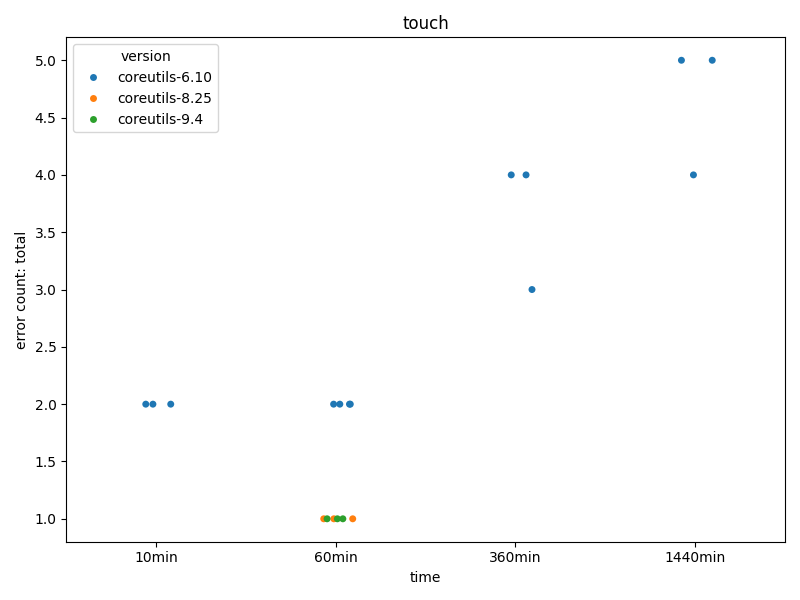 touch
version
coreutils-6.10
coreutils-8.25
coreutils-9.4
5.0
4.5
4.0
3.5
3.0
2.5
2.0
1.5
1.0
error count: total
10min
60min
360min
1440min
time